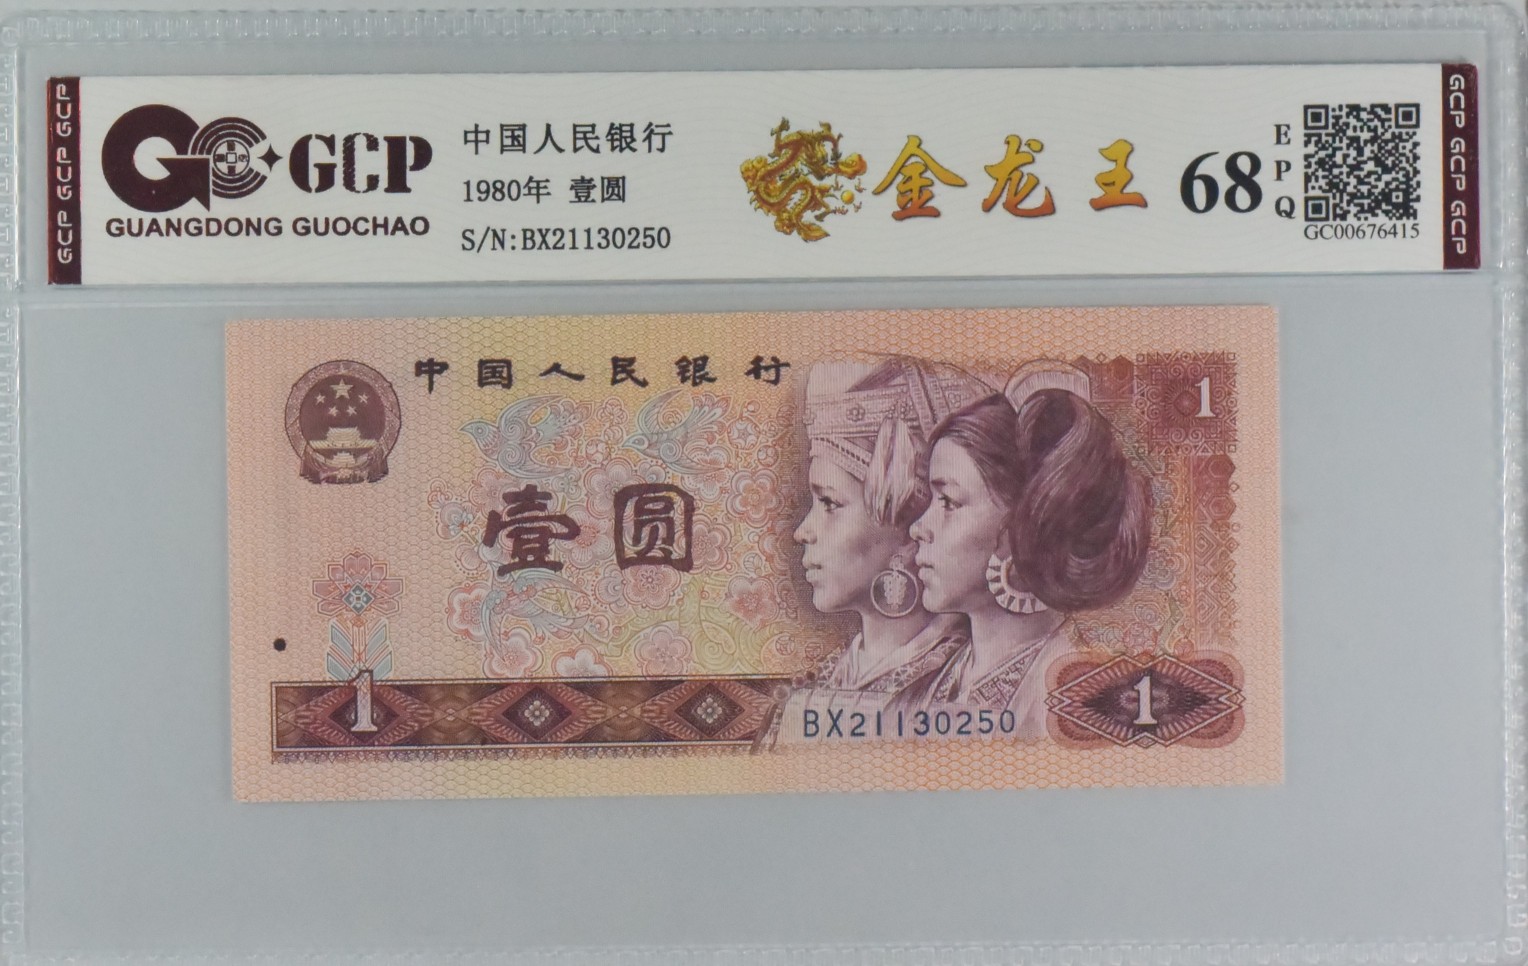 GCP
GUANGDONG GUOCHAO
中国人民银行
1980年 壹圆
S/N:BX21130250
金龙王
68
EPQ
GC00676415
GCP GCP GCP
GCP GCP GCP
中国人民银行
1
壹圆
1
BX21130250
1